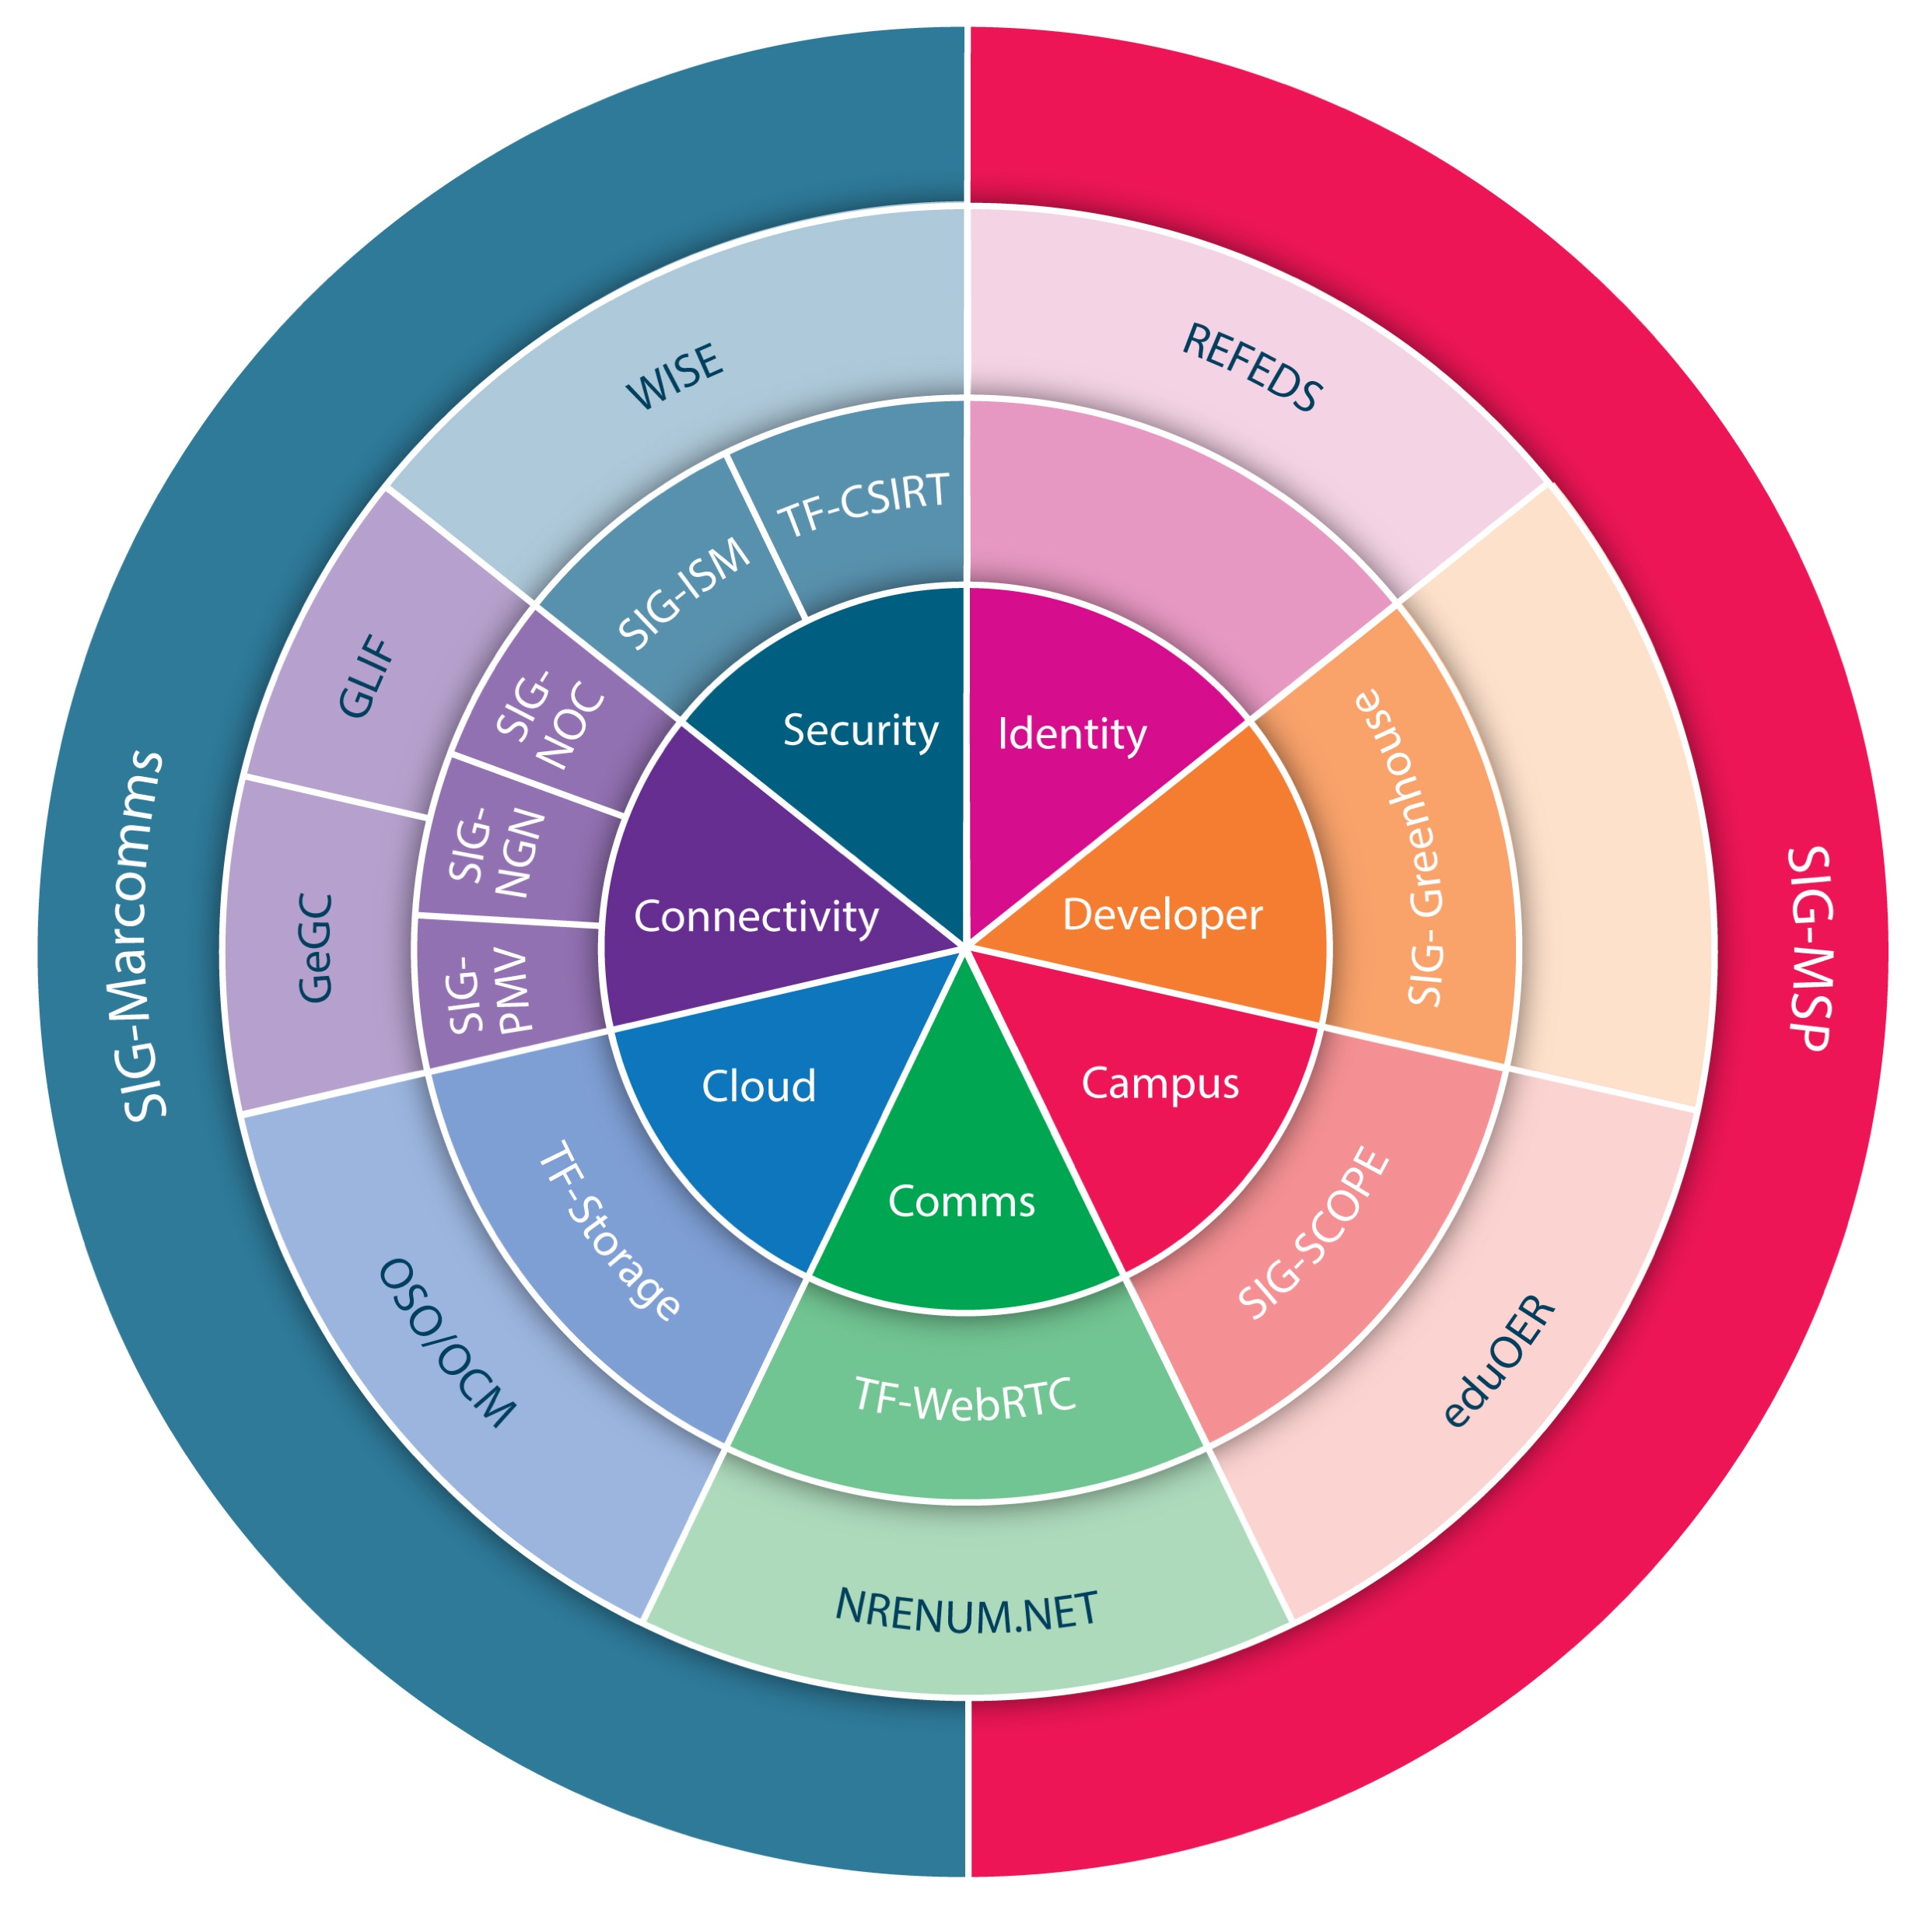 SIG-Marcomms
SIG-MSP
WISE
REFEDS
GLIF
GeGC
OSO/OCM
NRENUM.NET
eduOER
TF-CSIRT
SIG-ISM
SIG-
NOC
SIG-
NGN
SIG-
PMW
TF-Storage
TF-WebRTC
SIG-SCOPE
SIG- Greenhouse
Security
Identity
Connectivity
Developer
Cloud
Campus
Comms